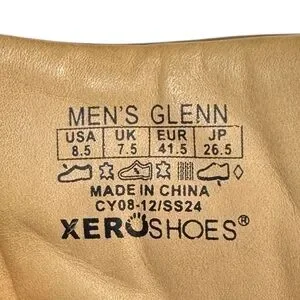 MEN'S GLENN
USA UK EUR JP
8.5 7.5 41.5 26.5
MADE IN CHINA
CY08-12/SS24
XEROSHOES®